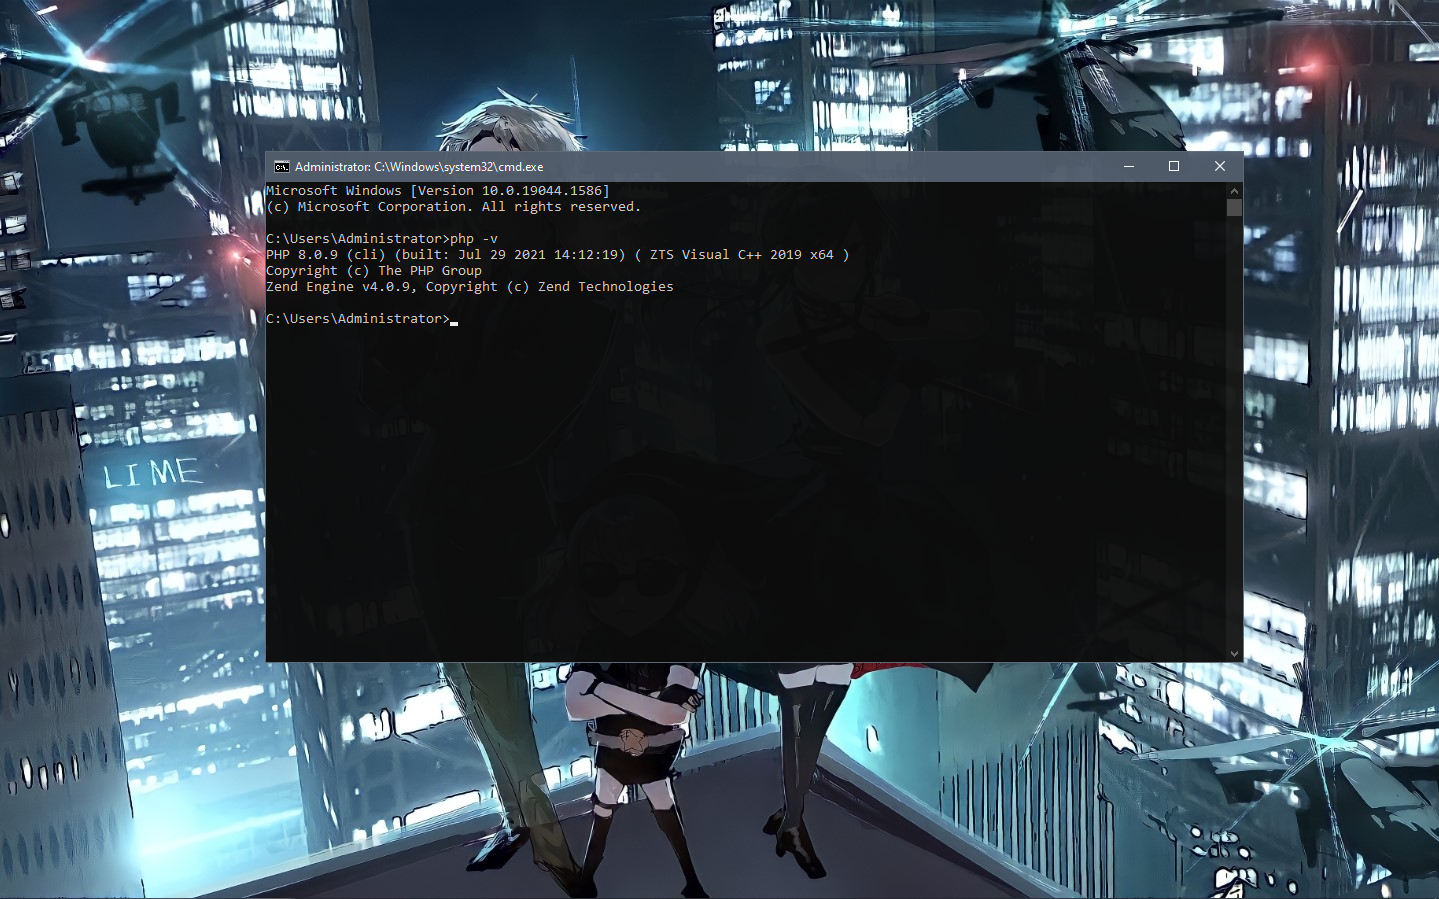 Administrator: C:\Windows\system32\cmd.exe
Microsoft Windows [Version 10.0.19044.1586]
(c) Microsoft Corporation. All rights reserved.
C:\Users\Administrator>php -v
PHP 8.0.9 (cli) (built: Jul 29 2021 14:12:19) ( ZTS Visual C++ 2019 x64 )
Copyright (c) The PHP Group
Zend Engine v4.0.9, Copyright (c) Zend Technologies
C:\Users\Administrator>
LIME